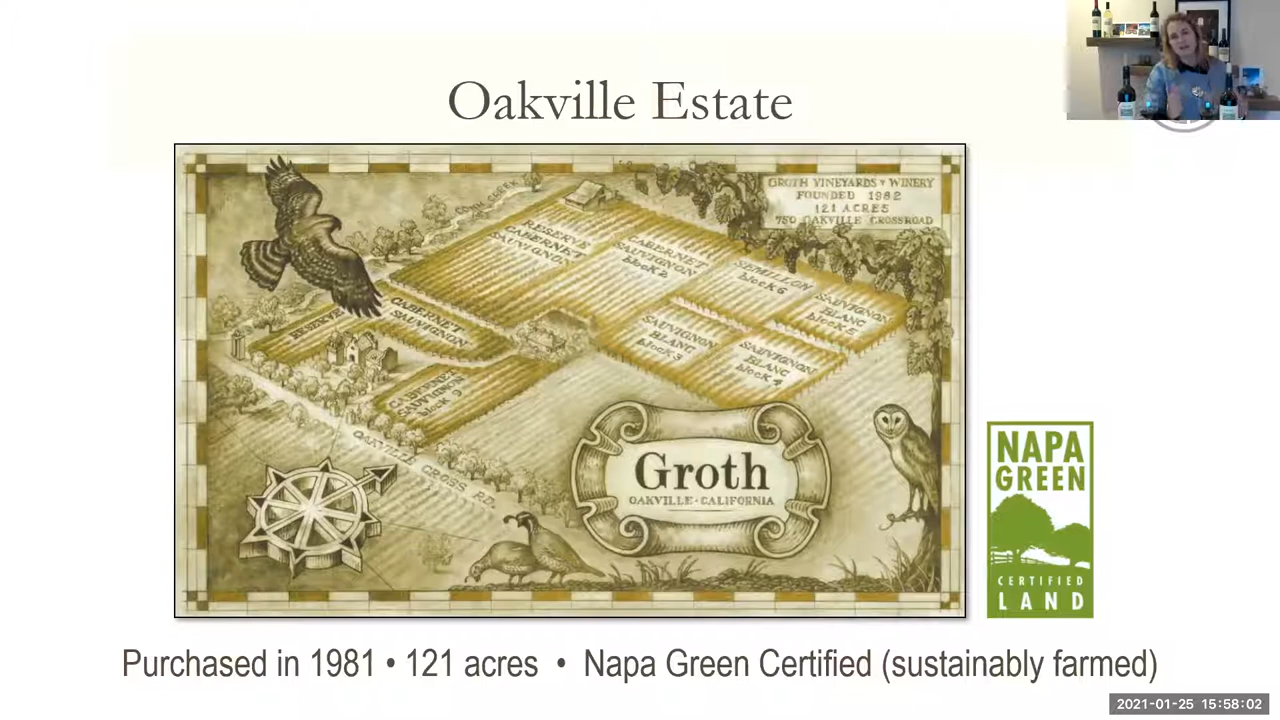 Oakville Estate
GROTH VINEYARDS & WINERY
FOUNDED 1982
121 ACRES
750 OAKVILLE CROSSROAD
CONN CREEK
RESERVE
CABERNET
SAUVIGNON
CABERNET
SAUVIGNON
block 2
SEMILLON
block 6
SAUVIGNON
BLANC
block 5
RESERVE
CABERNET
SAUVIGNON
SAUVIGNON
BLANC
block 3
SAUVIGNON
BLANC
block 4
CABERNET
SAUVIGNON
block 9
OAKVILLE CROSS RD.
Groth
OAKVILLE · CALIFORNIA
NAPA
GREEN
CERTIFIED
LAND
Purchased in 1981 • 121 acres • Napa Green Certified (sustainably farmed)
2021-01-25 15:58:02